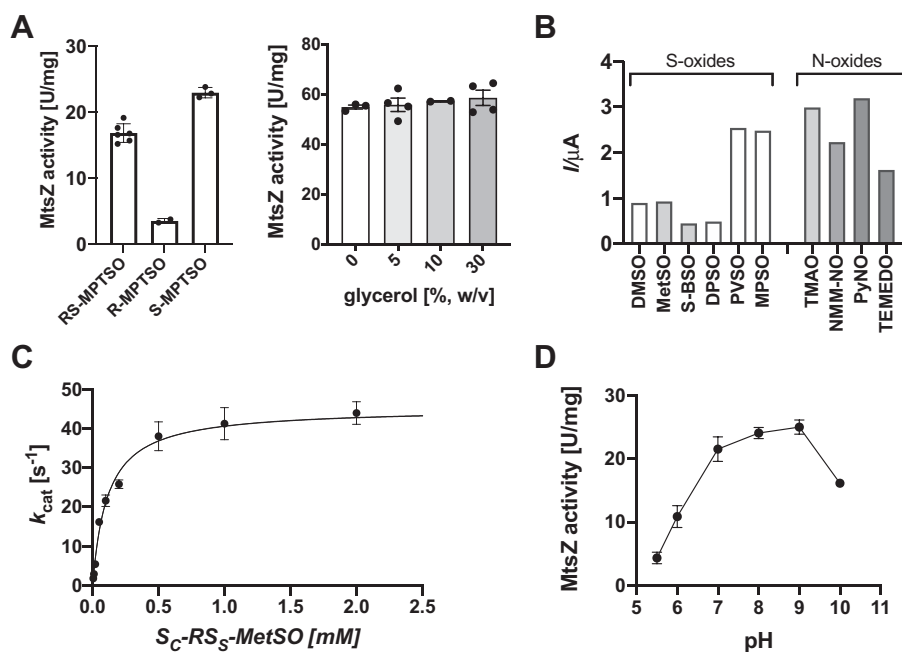 A
MtsZ activity [U/mg]
30
20
10
0
RS-MPTSO
R-MPTSO
S-MPTSO
MtsZ activity [U/mg]
80
60
40
20
0
0
5
10
30
glycerol [%, w/v]
B
S-oxides
N-oxides
I/µA
4
3
2
1
0
DMSO
MetSO
S-BSO
DPSO
PVSO
MPSO
TMAO
NMM-NO
PyNO
TEMEDO
C
kcat [s-1]
50
40
30
20
10
0
0.0
0.5
1.0
1.5
2.0
2.5
SC-RSS-MetSO [mM]
D
MtsZ activity [U/mg]
40
30
20
10
0
5
6
7
8
9
10
11
pH